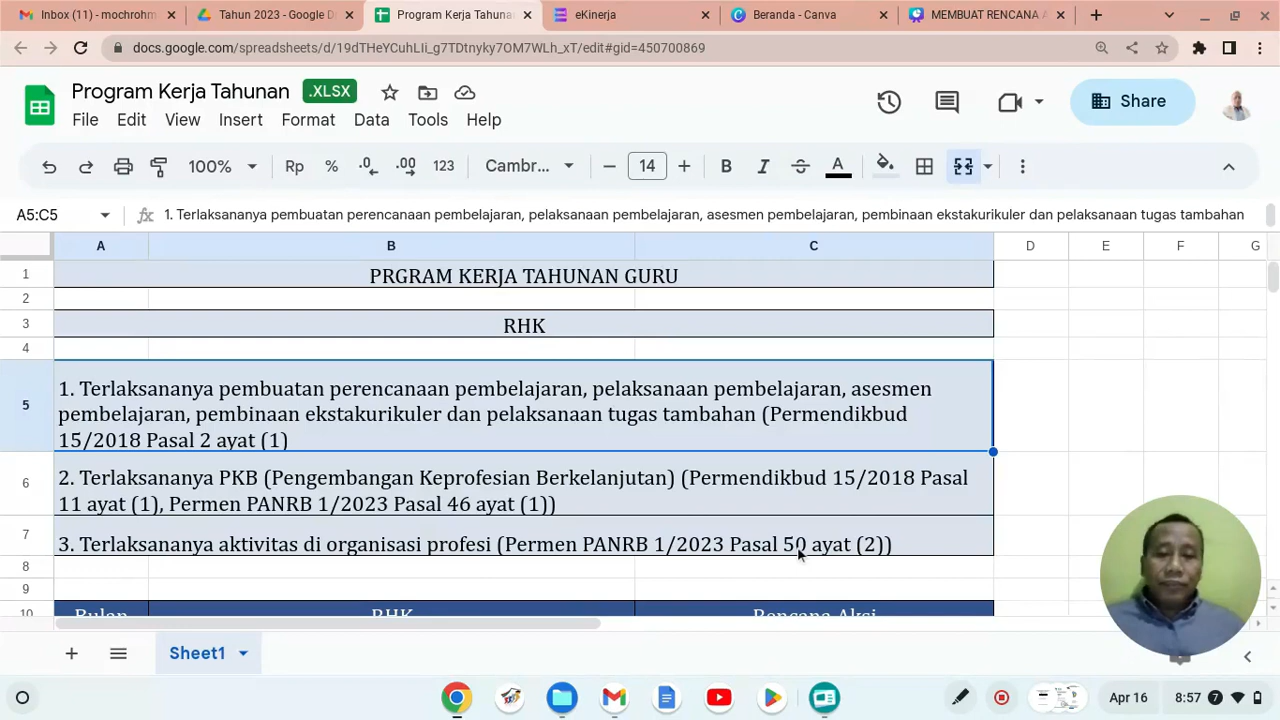 Inbox (11) - mochrohm
Tahun 2023 - Google D
Program Kerja Tahuna
eKinerja
Beranda - Canva
MEMBUAT RENCANA A
docs.google.com/spreadsheets/d/19dTHeYCuhLIi_g7TDtnyky7OM7WLh_xT/edit#gid=450700869
Program Kerja Tahunan .XLSX
Share
File Edit View Insert Format Data Tools Help
100% Rp % .0 .00 123 Cambr... 14 B I S A
A5:C5 fx 1. Terlaksananya pembuatan perencanaan pembelajaran, pelaksanaan pembelajaran, asesmen pembelajaran, pembinaan ekstakurikuler dan pelaksanaan tugas tambahan
A B C D E F G
1 PRGRAM KERJA TAHUNAN GURU
2
3 RHK
4
5 1. Terlaksananya pembuatan perencanaan pembelajaran, pelaksanaan pembelajaran, asesmen
pembelajaran, pembinaan ekstakurikuler dan pelaksanaan tugas tambahan (Permendikbud
15/2018 Pasal 2 ayat (1)
6 2. Terlaksananya PKB (Pengembangan Keprofesian Berkelanjutan) (Permendikbud 15/2018 Pasal
11 ayat (1), Permen PANRB 1/2023 Pasal 46 ayat (1))
7 3. Terlaksananya aktivitas di organisasi profesi (Permen PANRB 1/2023 Pasal 50 ayat (2))
8
9
10 Bulan RHK Rencana Aksi
Sheet1
Apr 16 8:57 7